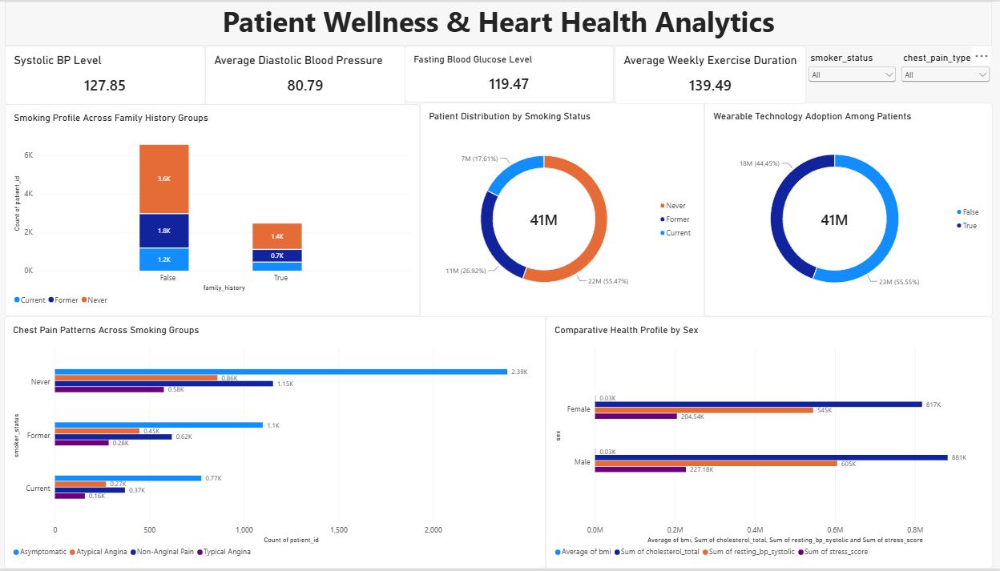 Patient Wellness & Heart Health Analytics
Systolic BP Level
127.85
Average Diastolic Blood Pressure
80.79
Fasting Blood Glucose Level
119.47
Average Weekly Exercise Duration
139.49
smoker_status
All
chest_pain_type
All
Smoking Profile Across Family History Groups
Count of patient_id
6K
4K
2K
0K
3.6K
1.8K
1.2K
1.4K
0.7K
False
True
family_history
Current Former Never
Patient Distribution by Smoking Status
7M (17.61%)
11M (26.92%)
22M (55.47%)
41M
Never
Former
Current
Wearable Technology Adoption Among Patients
18M (44.45%)
23M (55.55%)
41M
False
True
Chest Pain Patterns Across Smoking Groups
smoker_status
Never
2.39K
0.86K
1.15K
0.58K
Former
1.1K
0.45K
0.62K
0.28K
Current
0.77K
0.27K
0.37K
0.16K
0 500 1,000 1,500 2,000
Count of patient_id
Asymptomatic Atypical Angina Non-Anginal Pain Typical Angina
Comparative Health Profile by Sex
sex
Female
0.03K
817K
545K
204.54K
Male
0.03K
881K
605K
227.18K
0.0M 0.2M 0.4M 0.6M 0.8M
Average of bmi, Sum of cholesterol_total, Sum of resting_bp_systolic and Sum of stress_score
Average of bmi Sum of cholesterol_total Sum of resting_bp_systolic Sum of stress_score